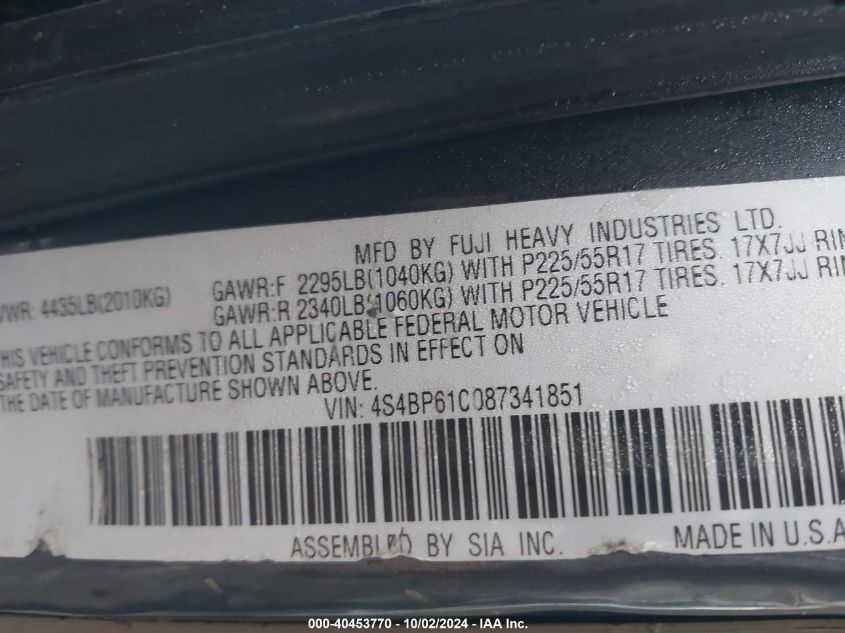 MFD BY FUJI HEAVY INDUSTRIES LTD.
VWR: 4435LB(2010KG) GAWR:F 2295LB(1040KG) WITH P225/55R17 TIRES. 17X7JJ RIM
GAWR:R 2340LB(1060KG) WITH P225/55R17 TIRES. 17X7JJ RIM
THIS VEHICLE CONFORMS TO ALL APPLICABLE FEDERAL MOTOR VEHICLE
SAFETY AND THEFT PREVENTION STANDARDS IN EFFECT ON
THE DATE OF MANUFACTURE SHOWN ABOVE.
VIN: 4S4BP61C087341851
ASSEMBLED BY SIA INC. MADE IN U.S.A
000-40453770 - 10/02/2024 - IAA Inc.